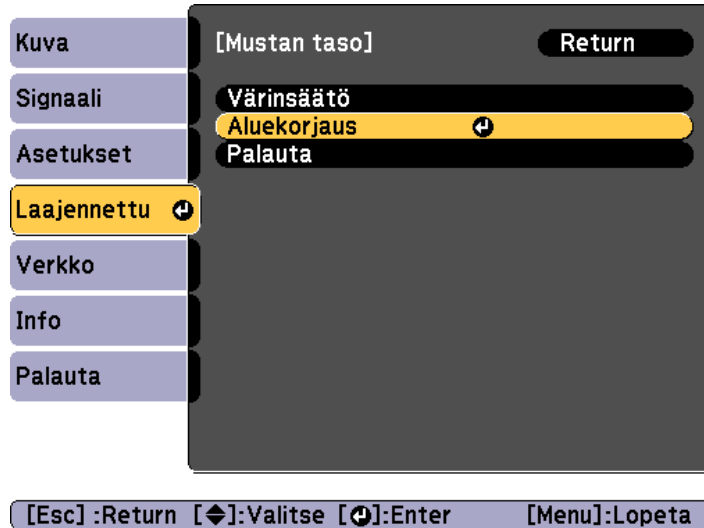 Kuva
Signaali
Asetukset
Laajennettu
Verkko
Info
Palauta
[Mustan taso] Return
Värinsäätö
Aluekorjaus
Palauta
[Esc] :Return [◆]:Valitse [⏎]:Enter [Menu]:Lopeta